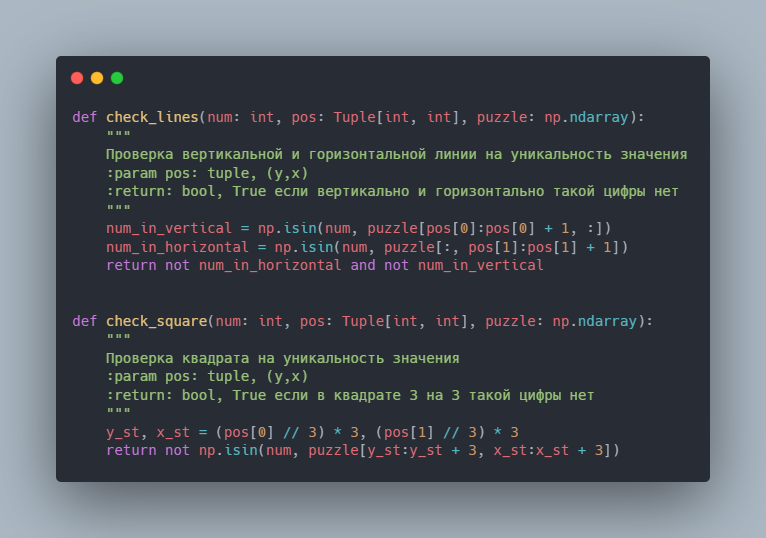 def check_lines(num: int, pos: Tuple[int, int], puzzle: np.ndarray):
    """
    Проверка вертикальной и горизонтальной линии на уникальность значения
    :param pos: tuple, (y,x)
    :return: bool, True если вертикально и горизонтально такой цифры нет
    """
    num_in_vertical = np.isin(num, puzzle[pos[0]:pos[0] + 1, :])
    num_in_horizontal = np.isin(num, puzzle[:, pos[1]:pos[1] + 1])
    return not num_in_horizontal and not num_in_vertical
def check_square(num: int, pos: Tuple[int, int], puzzle: np.ndarray):
    """
    Проверка квадрата на уникальность значения
    :param pos: tuple, (y,x)
    :return: bool, True если в квадрате 3 на 3 такой цифры нет
    """
    y_st, x_st = (pos[0] // 3) * 3, (pos[1] // 3) * 3
    return not np.isin(num, puzzle[y_st:y_st + 3, x_st:x_st + 3])